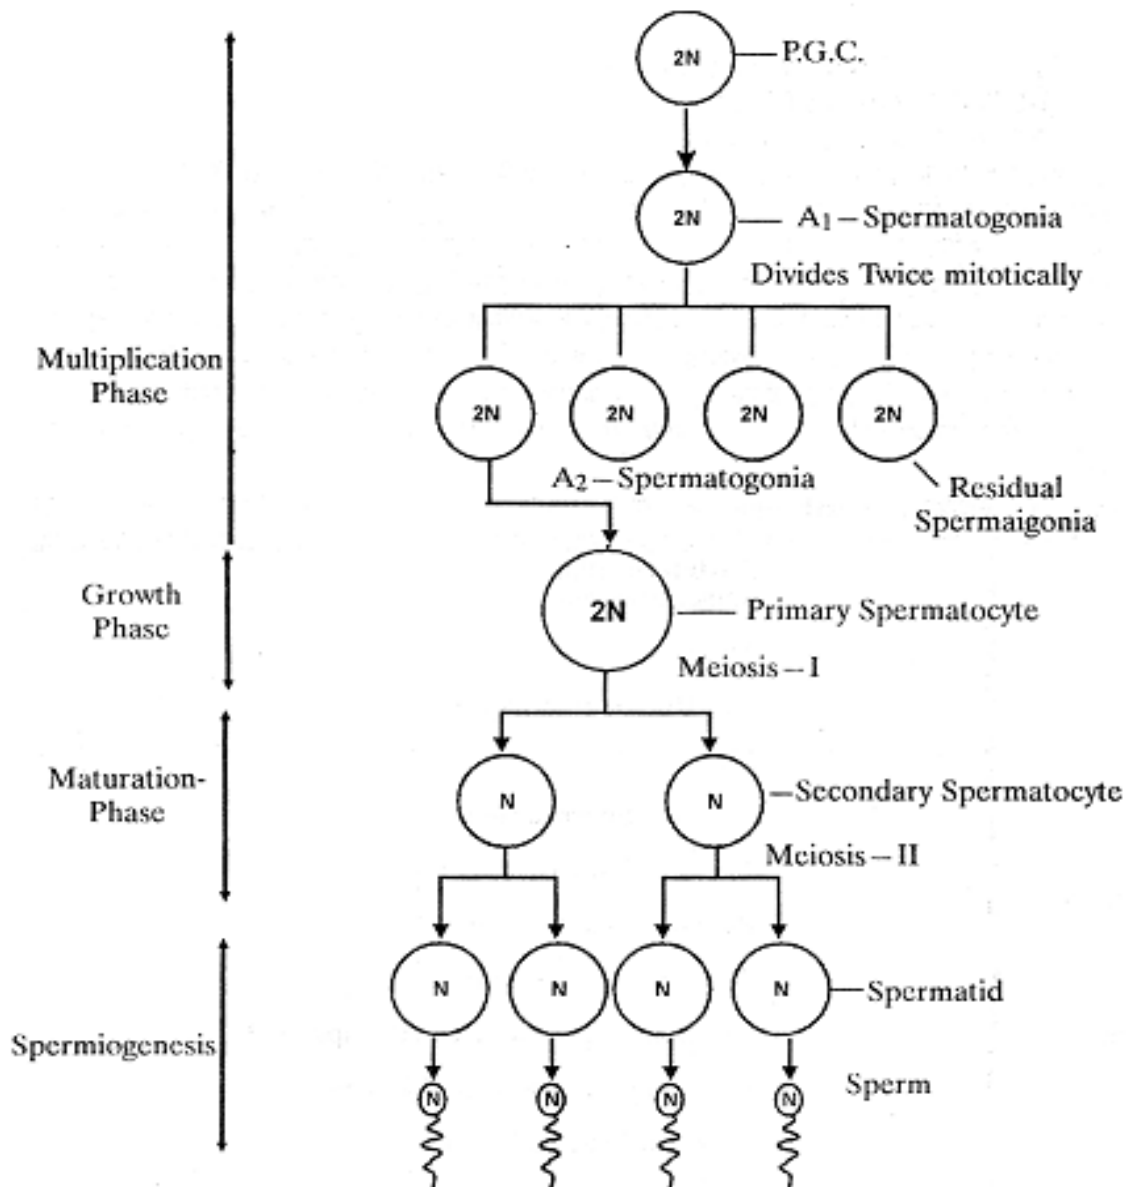 2N
P.G.C.
2N
A1 – Spermatogonia
Divides Twice mitotically
Multiplication
Phase
2N 2N 2N 2N
A2 – Spermatogonia
Residual
Spermaigonia
Growth
Phase
2N
Primary Spermatocyte
Meiosis – I
Maturation-
Phase
N N
Secondary Spermatocyte
Meiosis – II
N N N N
Spermatid
Spermiogenesis
N N N N
Sperm